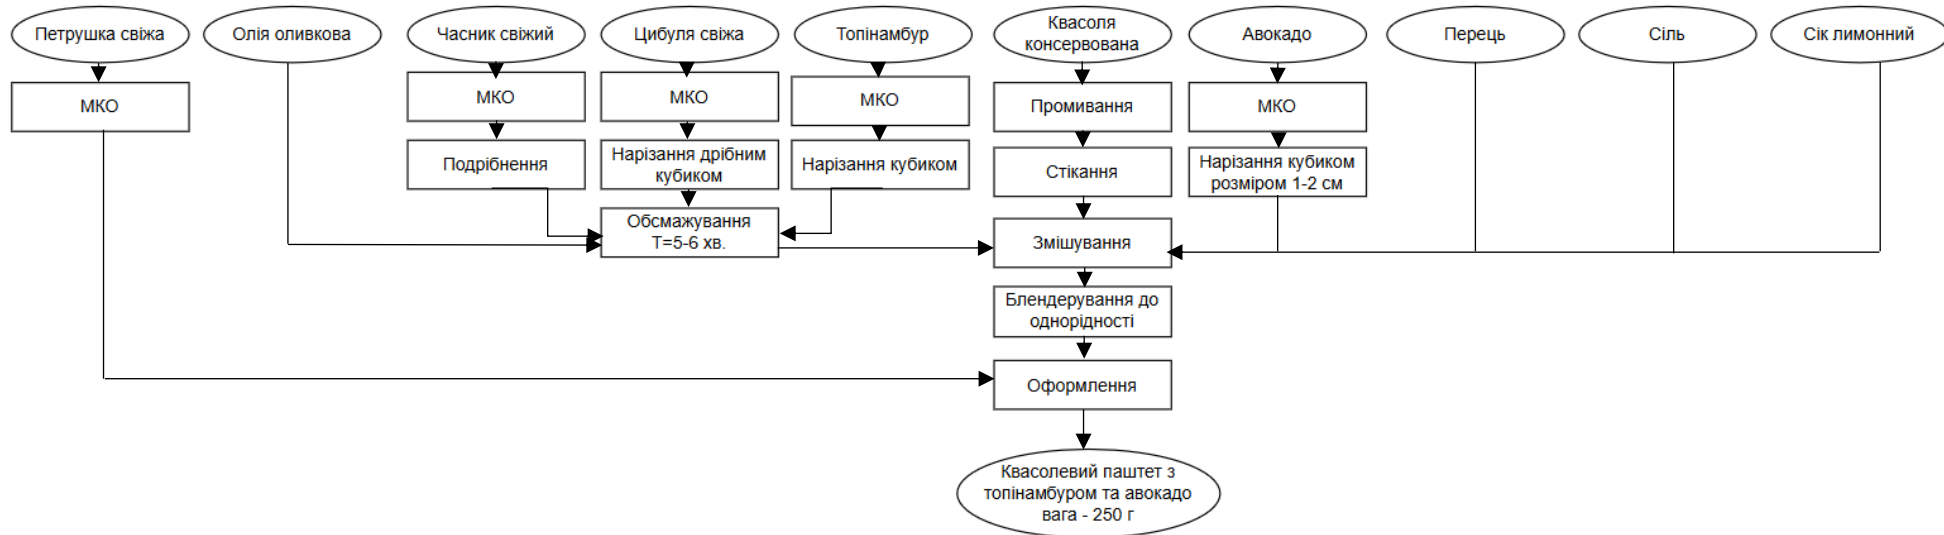 Петрушка свіжа
Олія оливкова
Часник свіжий
Цибуля свіжа
Топінамбур
Квасоля
консервована
Авокадо
Перець
Сіль
Сік лимонний
МКО
МКО
МКО
МКО
Промивання
МКО
Подрібнення
Нарізання дрібним
кубиком
Нарізання кубиком
Стікання
Нарізання кубиком
розміром 1-2 см
Обсмажування
Т=5-6 хв.
Змішування
Блендерування до
однорідності
Оформлення
Квасолевий паштет з
топінамбуром та авокадо
вага - 250 г